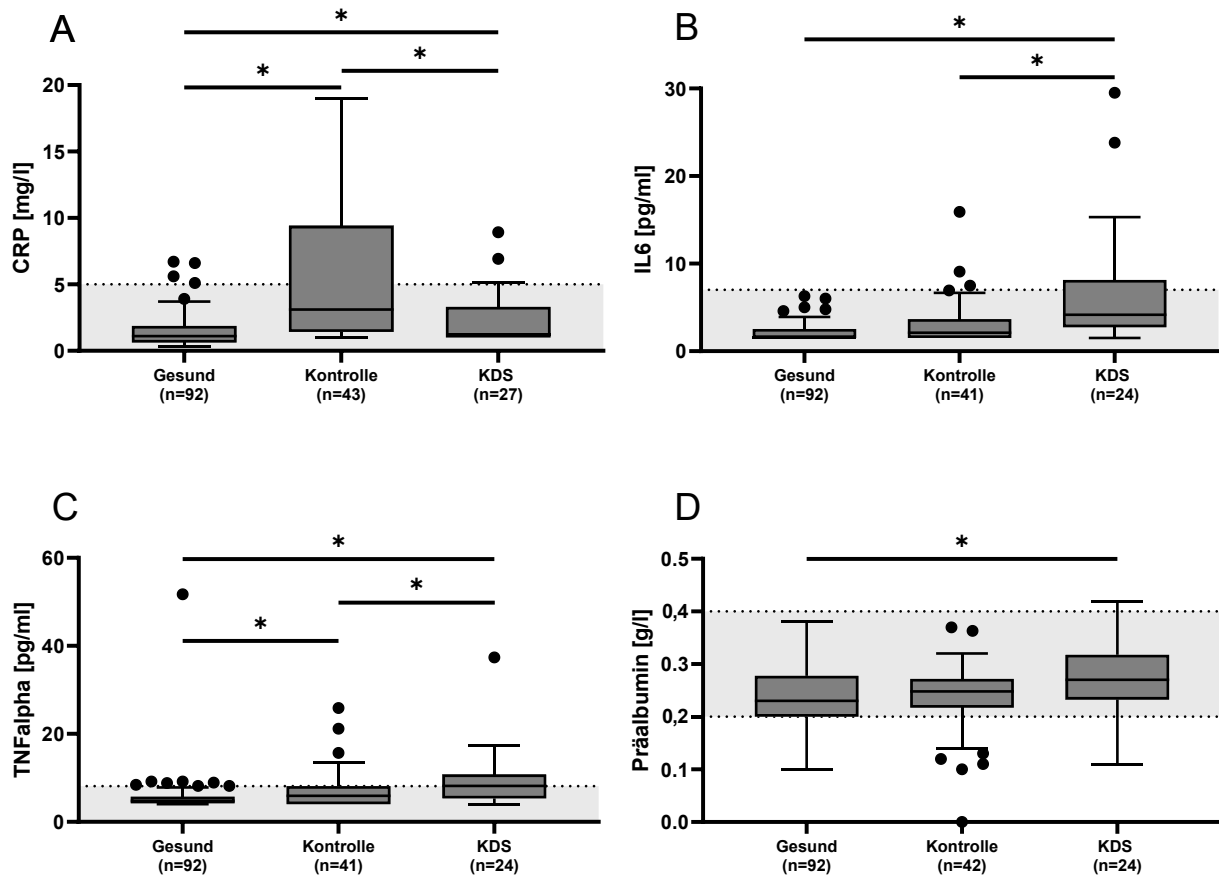 A
*
*
*
CRP [mg/l]
20
15
10
5
0
Gesund
(n=92)
Kontrolle
(n=43)
KDS
(n=27)
B
*
*
IL6 [pg/ml]
30
20
10
0
Gesund
(n=92)
Kontrolle
(n=41)
KDS
(n=24)
C
*
*
*
TNFalpha [pg/ml]
60
40
20
0
Gesund
(n=92)
Kontrolle
(n=41)
KDS
(n=24)
D
*
Präalbumin [g/l]
0.5
0,4
0.3
0,2
0.1
0.0
Gesund
(n=92)
Kontrolle
(n=42)
KDS
(n=24)